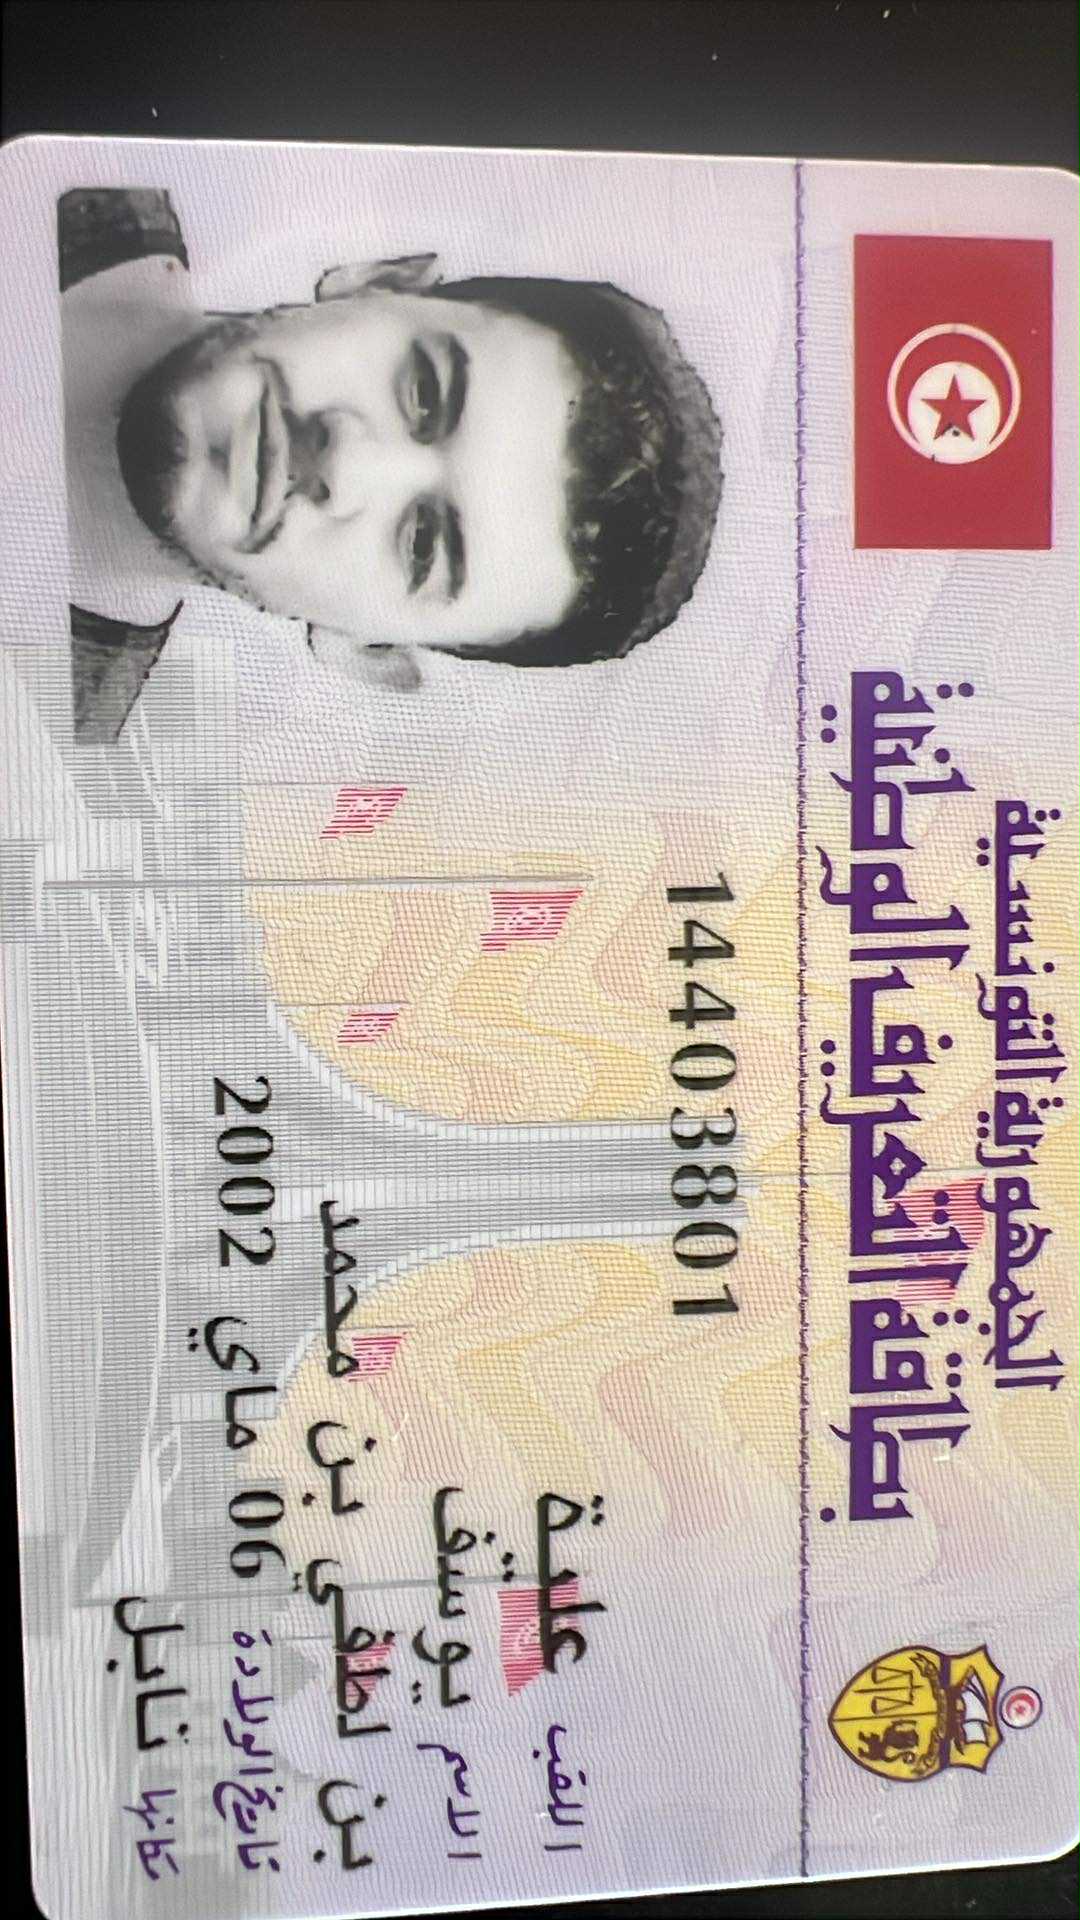 الجمهورية التونسية
بطاقة التعريف الوطنية
14403801
اللقب علية
الاسم يوسف
بن لطفي بن محمد
تاريخ الولادة 06 ماي 2002
مكانها نابل